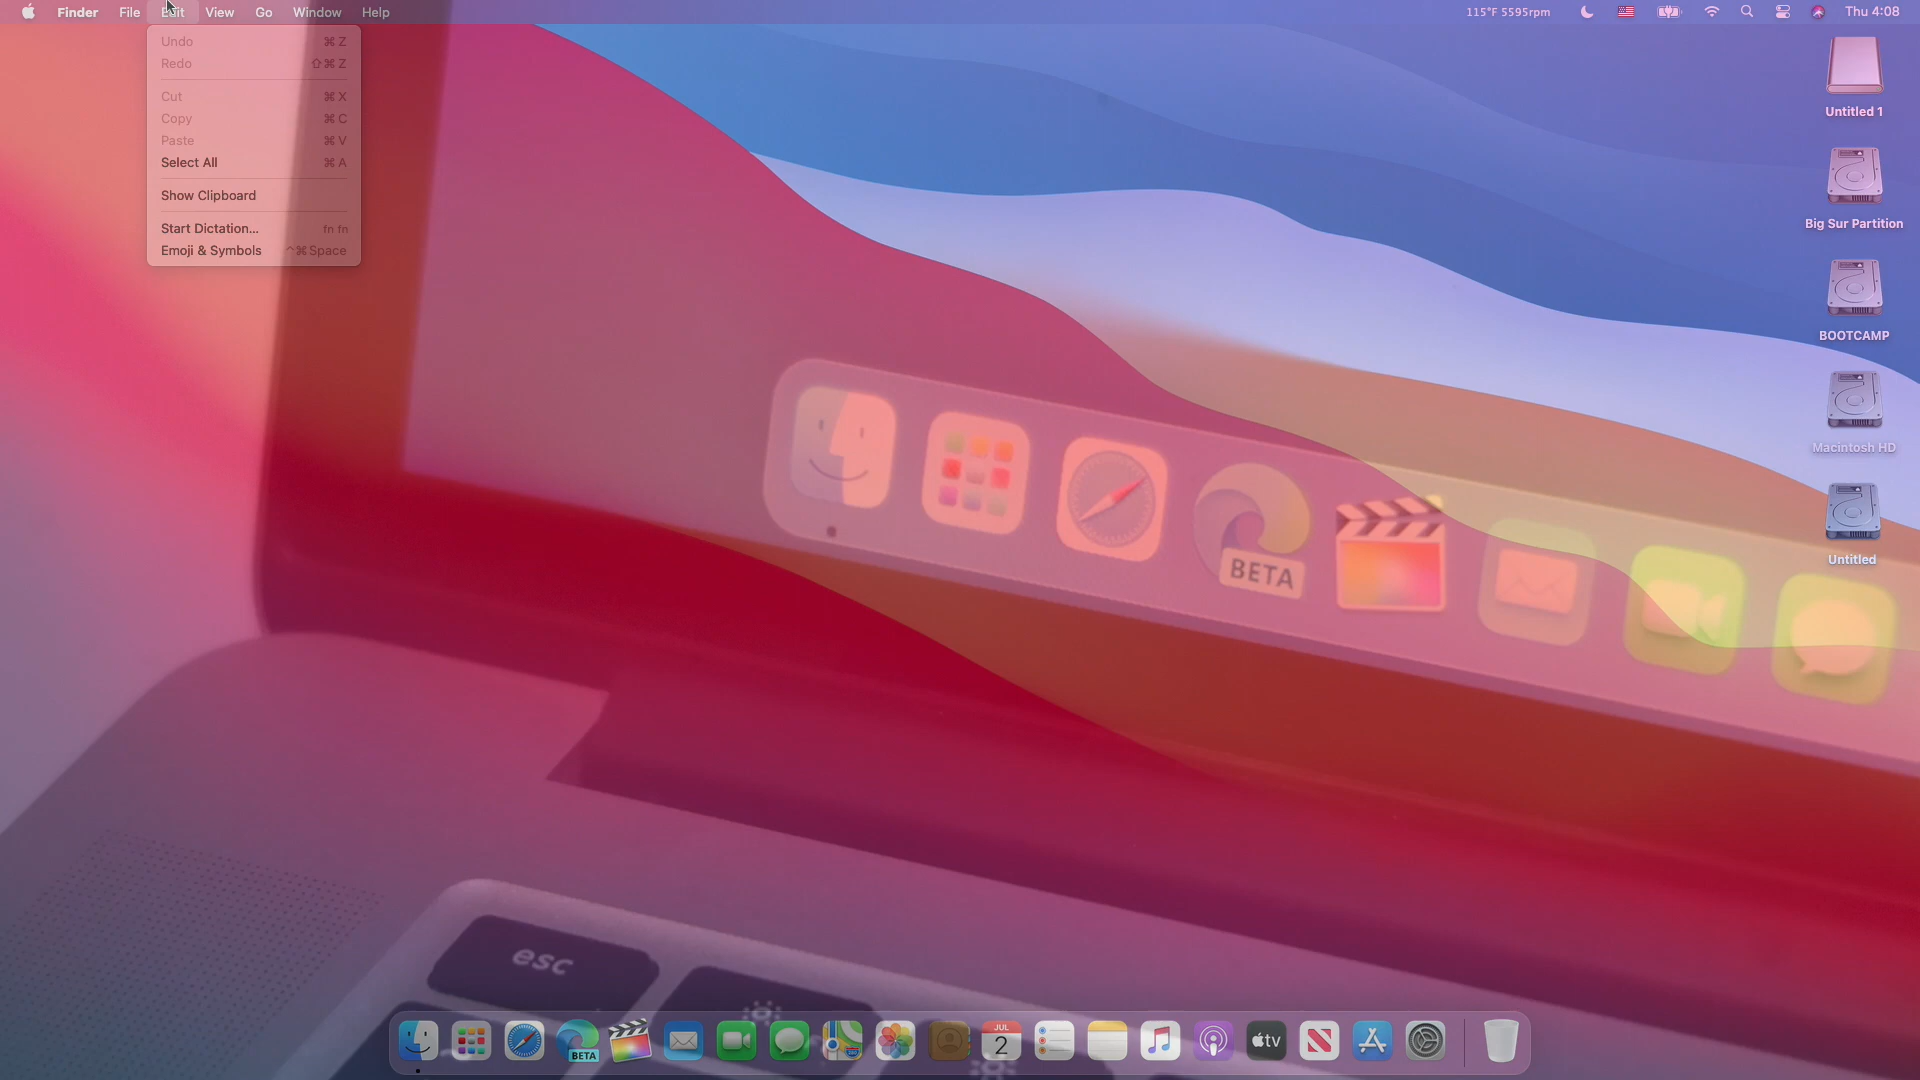 Finder File Edit View Go Window Help 115°F 5595rpm Thu 4:08
Undo ⌘ Z
Redo ⇧⌘ Z
Cut ⌘ X
Copy ⌘ C
Paste ⌘ V
Select All ⌘ A
Show Clipboard
Start Dictation... fn fn
Emoji & Symbols ^⌘ Space
Untitled 1
Big Sur Partition
BOOTCAMP
Macintosh HD
Untitled
BETA
esc
BETA
JUL
2
tv